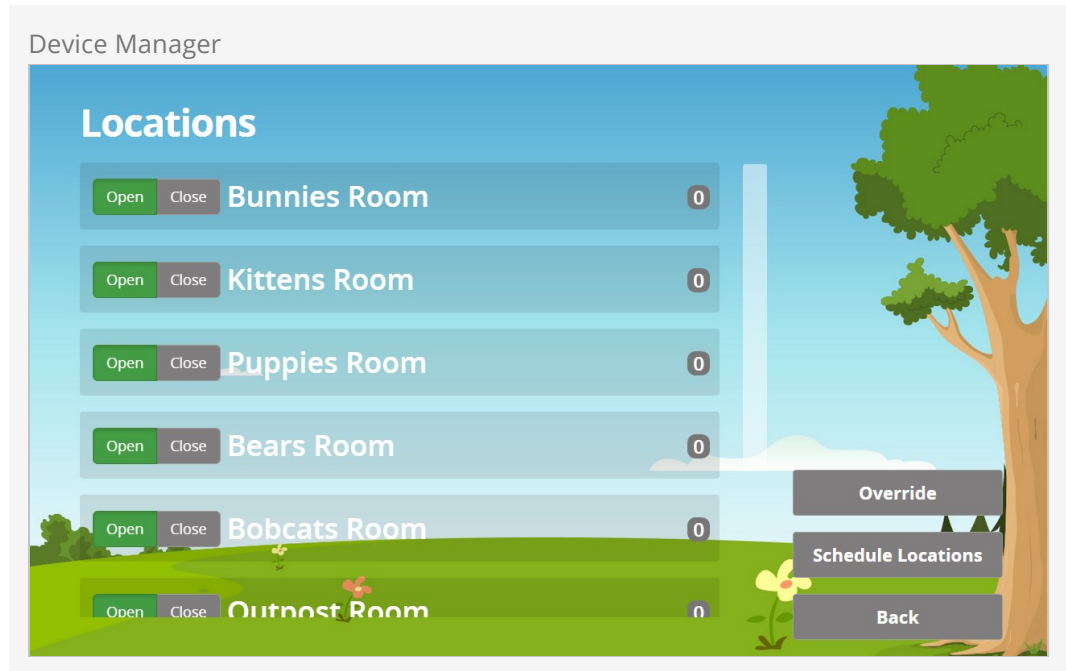 Device Manager
Locations
Open Close Bunnies Room 0
Open Close Kittens Room 0
Open Close Puppies Room 0
Open Close Bears Room 0
Open Close Bobcats Room 0
Open Close Outpost Room 0
Override
Schedule Locations
Back